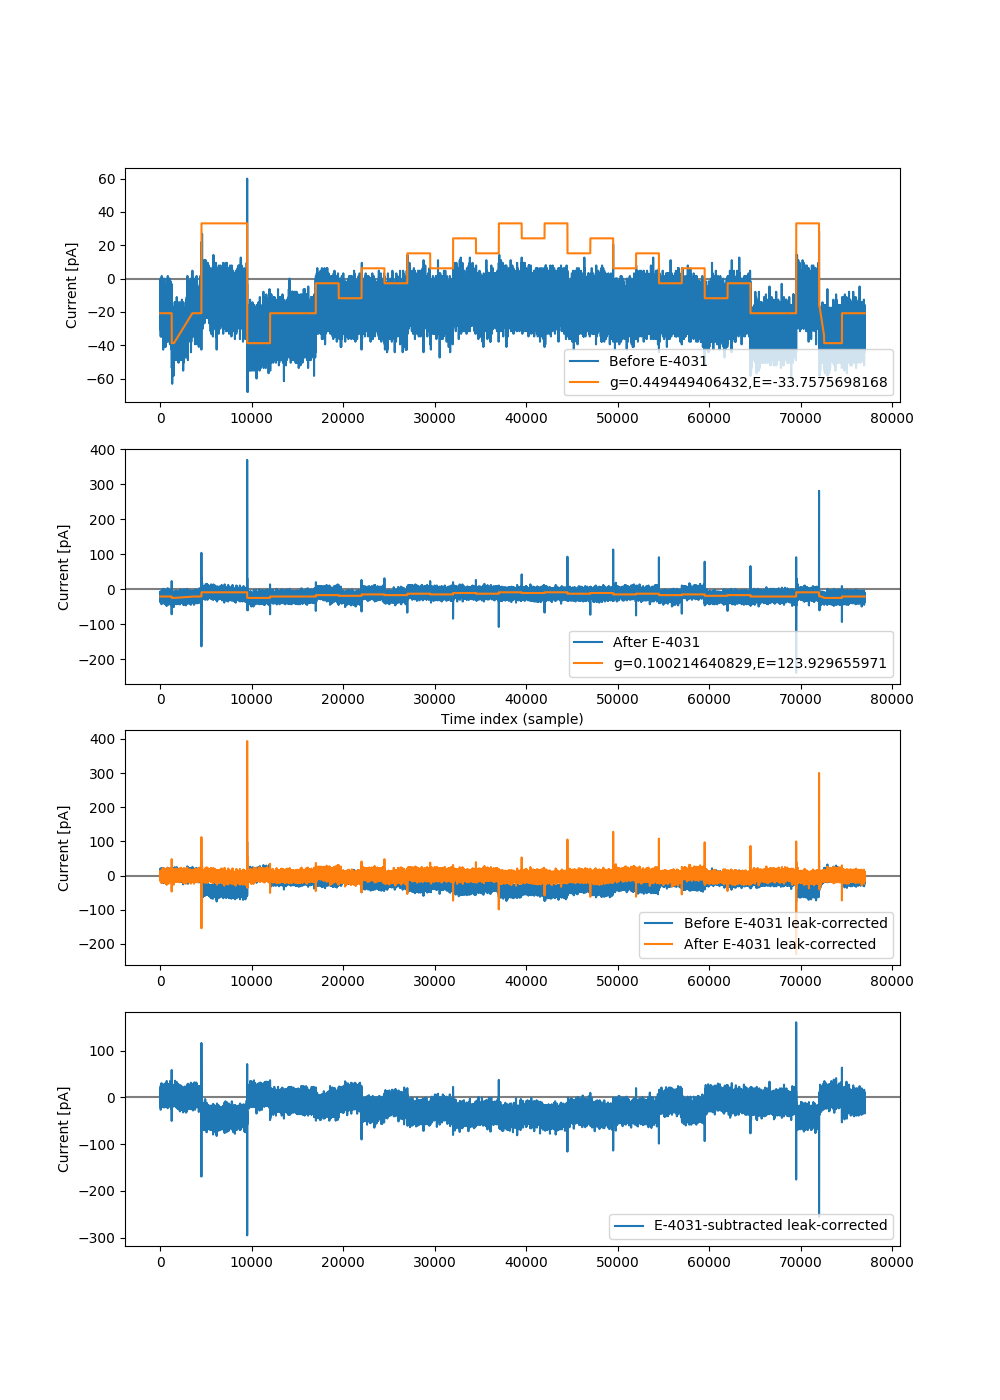 60
40
20
0
−20
−40
−60
Current [pA]
Before E-4031
g=0.449449406432,E=-33.7575698168
0 10000 20000 30000 40000 50000 60000 70000 80000
400
300
200
100
0
−100
−200
Current [pA]
After E-4031
g=0.100214640829,E=123.929655971
0 10000 20000 30000 40000 50000 60000 70000 80000
Time index (sample)
400
300
200
100
0
−100
−200
Current [pA]
Before E-4031 leak-corrected
After E-4031 leak-corrected
0 10000 20000 30000 40000 50000 60000 70000 80000
100
0
−100
−200
−300
Current [pA]
E-4031-subtracted leak-corrected
0 10000 20000 30000 40000 50000 60000 70000 80000